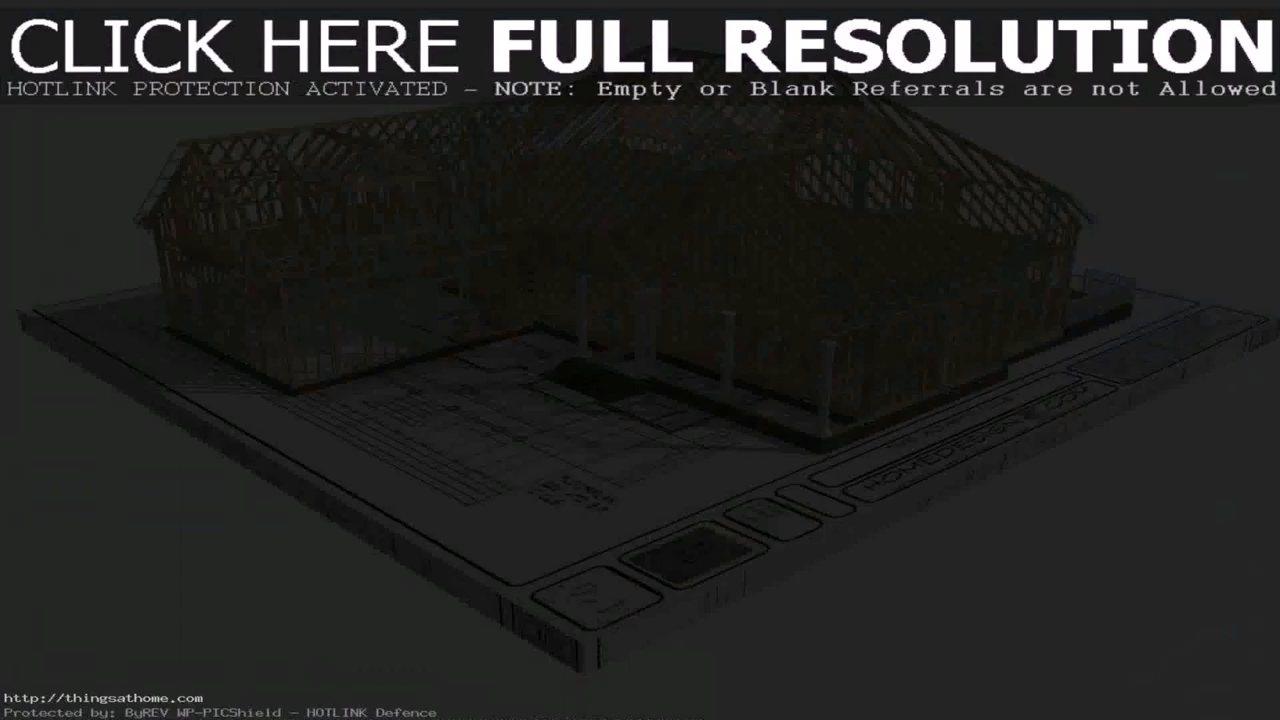 CLICK HERE FULL RESOLUTION
HOTLINK PROTECTION ACTIVATED - NOTE: Empty or Blank Referrals are not Allowed
http://thingsathome.com
Protected by: ByREV WP-PICShield - HOTLINK Defence